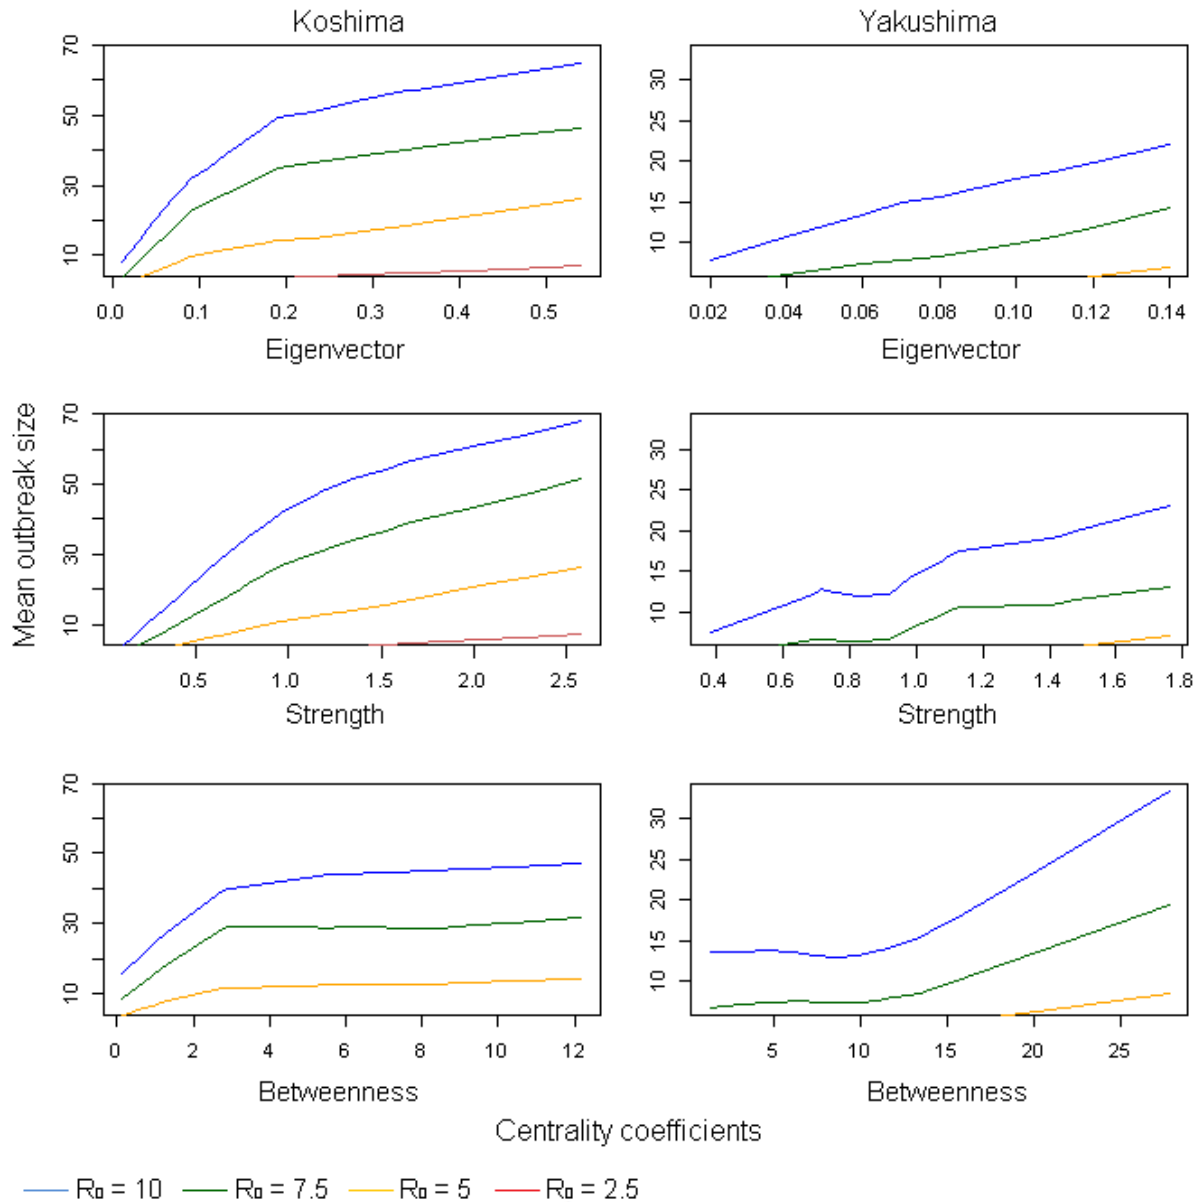 Koshima Yakushima
70
50
30
10
0.0 0.1 0.2 0.3 0.4 0.5
Eigenvector
30
25
20
15
10
0.02 0.04 0.06 0.08 0.10 0.12 0.14
Eigenvector
Mean outbreak size
70
50
30
10
0.5 1.0 1.5 2.0 2.5
Strength
30
25
20
15
10
0.4 0.6 0.8 1.0 1.2 1.4 1.6 1.8
Strength
70
50
30
10
0 2 4 6 8 10 12
Betweenness
30
25
20
15
10
5 10 15 20 25
Betweenness
Centrality coefficients
R₀ = 10 R₀ = 7.5 R₀ = 5 R₀ = 2.5